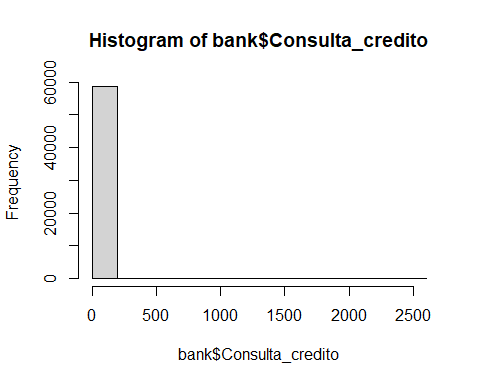 Histogram of bank$Consulta_credito
Frequency
60000
40000
20000
0
0 500 1000 1500 2000 2500
bank$Consulta_credito